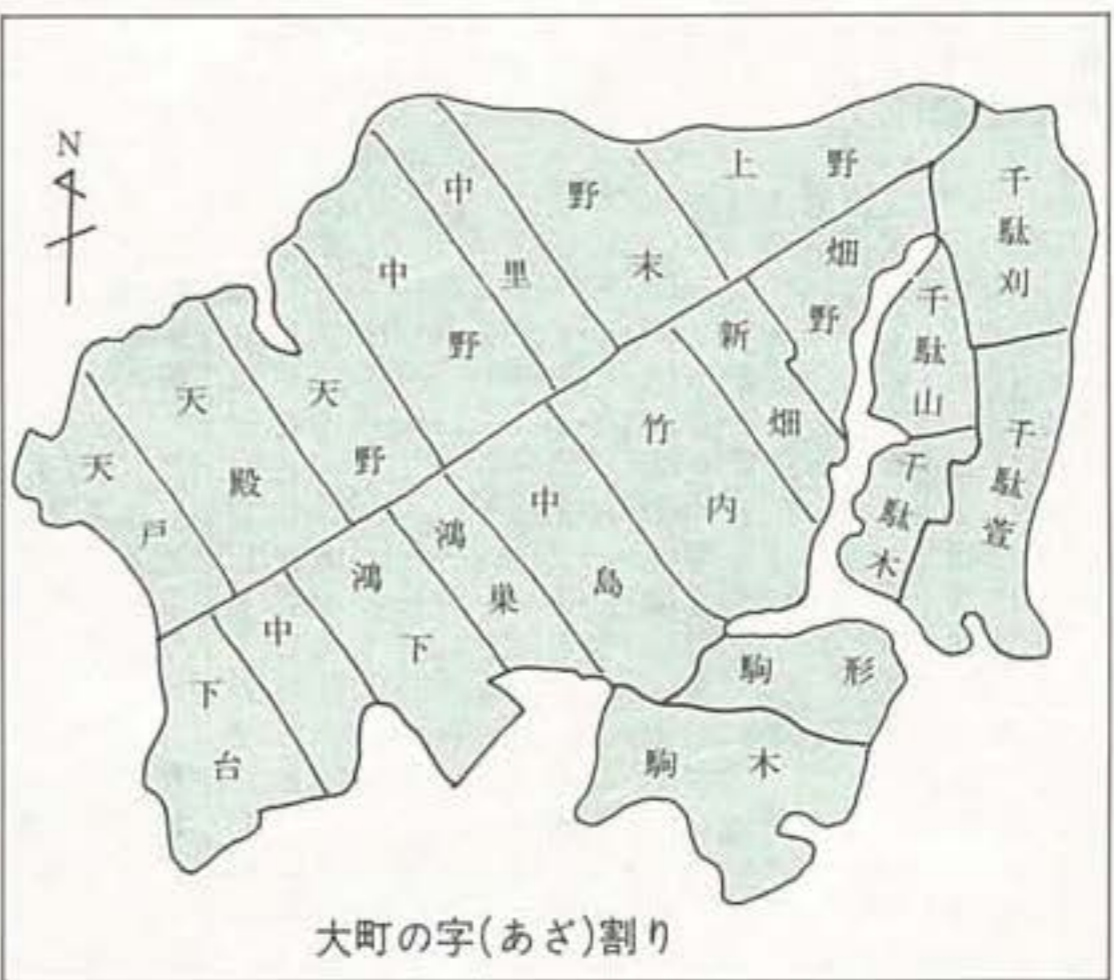 N
上野
野末
中里
中野
天野
天殿
天戸
千駄刈
畑野
千駄山
新畑
竹内
千駄萱
千駄木
中島
鴻巣
鴻下
中
下台
駒形
駒木
大町の字(あざ)割り